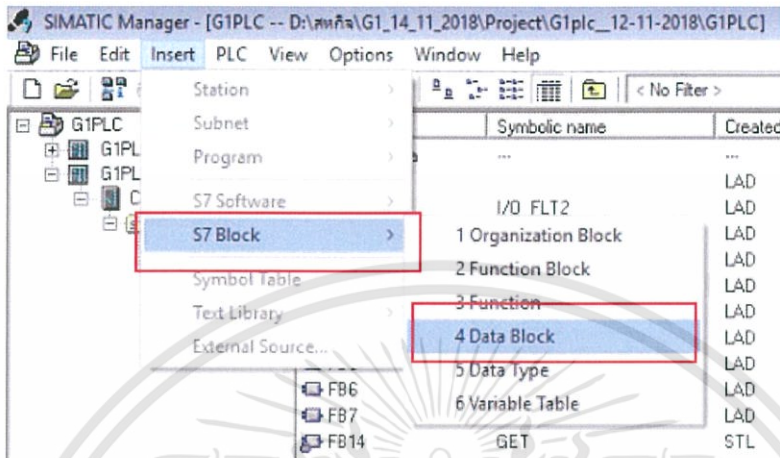 SIMATIC Manager - [G1PLC -- D:\สหกิจ\G1_14_11_2018\Project\G1plc__12-11-2018\G1PLC]
File Edit Insert PLC View Options Window Help
Station
< No Filter >
G1PLC
Subnet
Symbolic name
Created
G1PL
Program
...
...
G1PL
LAD
C
S7 Software
I/O_FLT2
LAD
S7 Block
1 Organization Block
LAD
LAD
Symbol Table
2 Function Block
LAD
Text Library
3 Function
LAD
External Source...
4 Data Block
LAD
5 Data Type
LAD
FB6
LAD
FB7
6 Variable Table
LAD
FB14
GET
STL